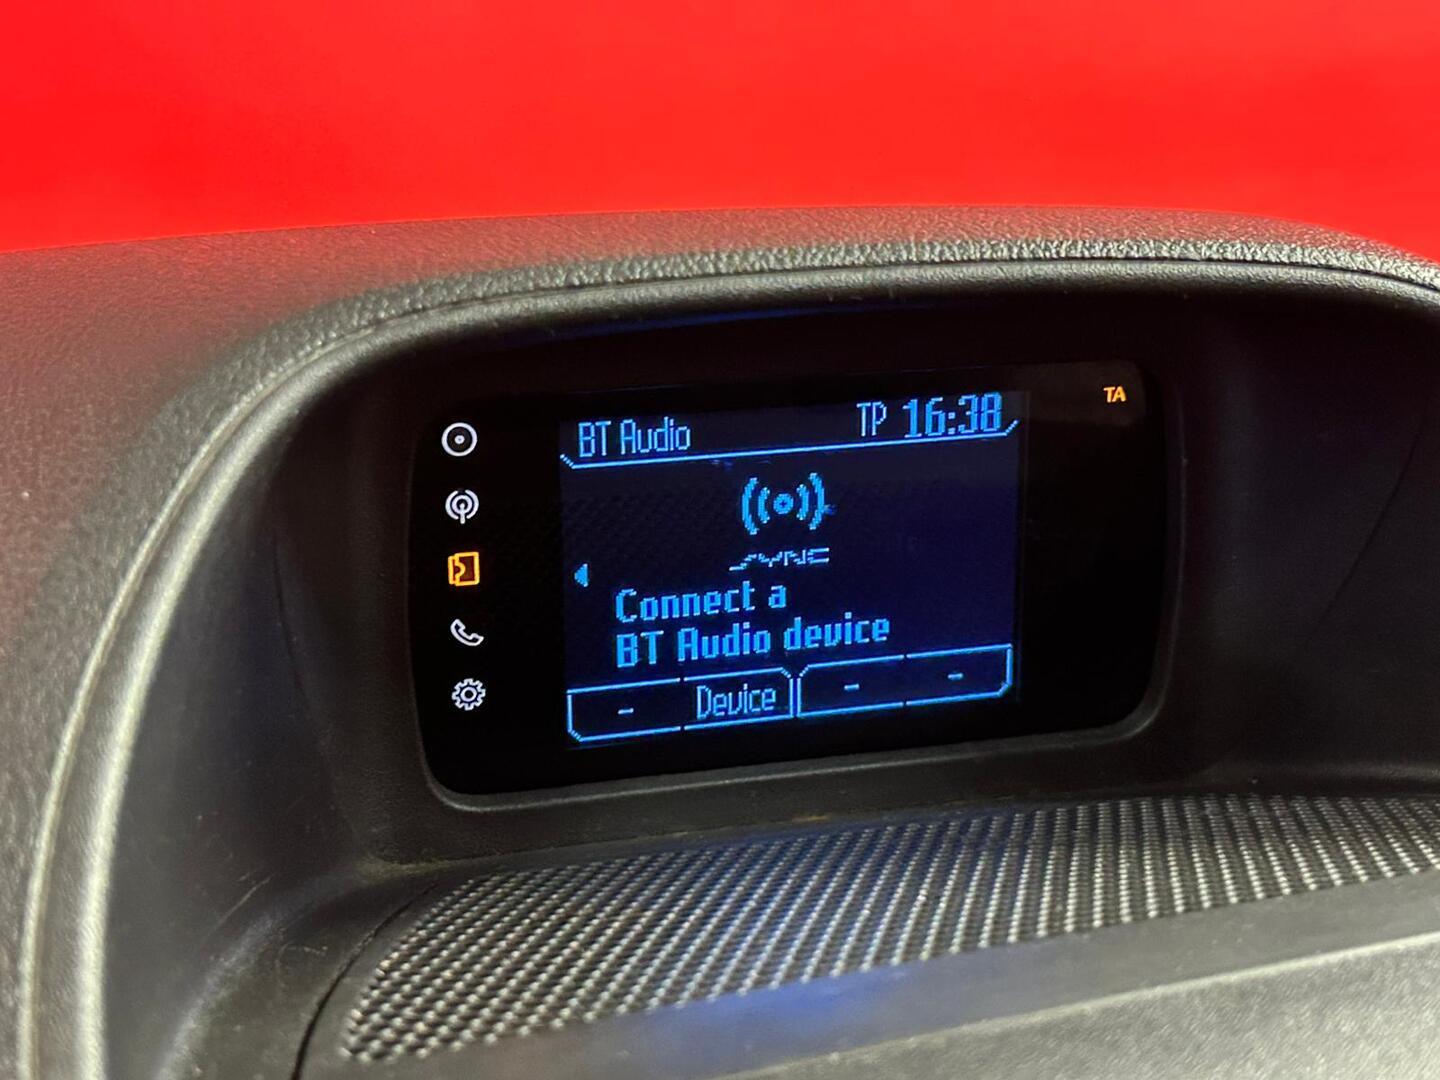 TA
BT Audio TP 16:38
SYNC
Connect a
BT Audio device
- Device - -